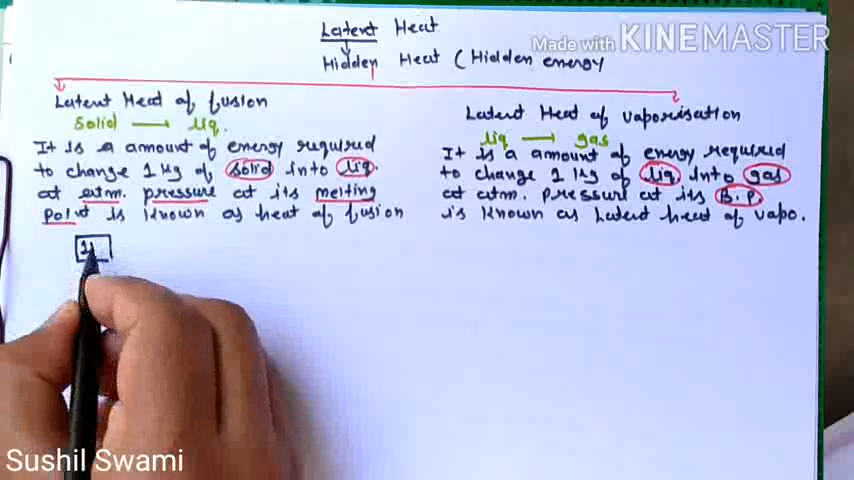 Latent Heat
Made with KINEMASTER
Hidden Heat (Hidden energy
Latent Heat of fusion
Solid → liq.
It is a amount of energy required
to change 1 Kg of solid into liq.
at atm. pressure at its melting
point is known as heat of fusion
Latent Heat of vaporisation
liq → gas
It is a amount of energy required
to change of 1 Kg of liq into gas
at atm. pressure at its B.P.
is known as latent heat of vapo.
Sushil Swami